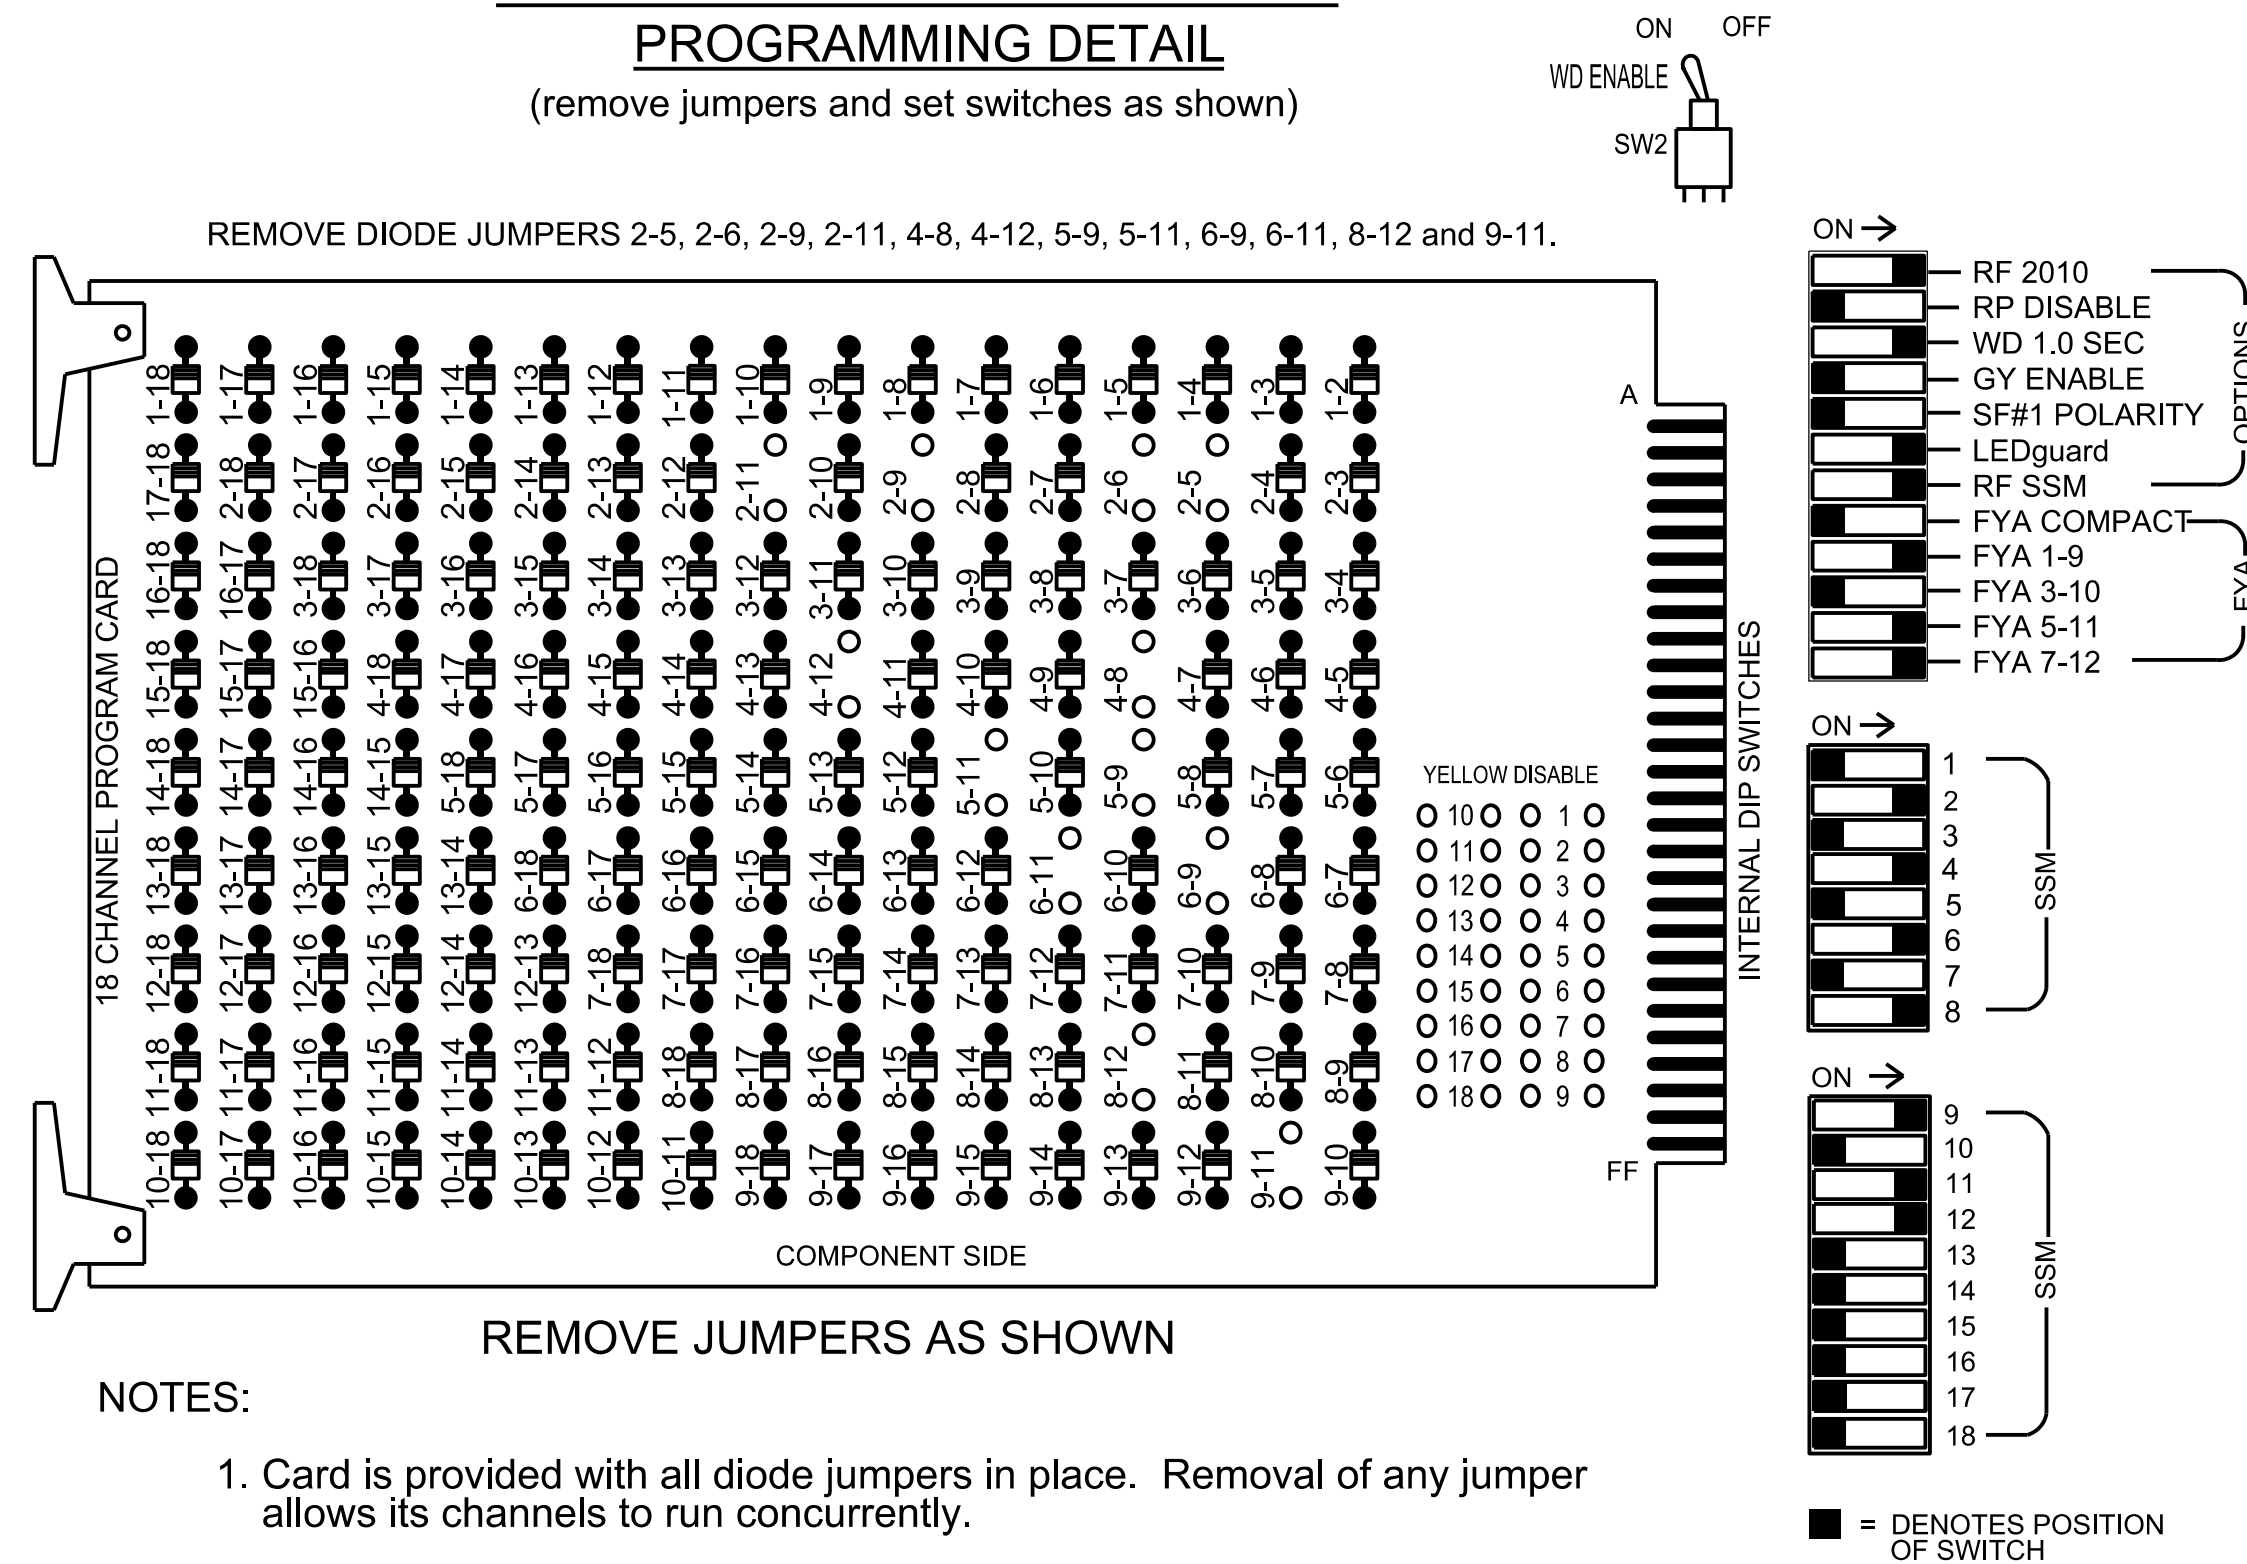 PROGRAMMING DETAIL
(remove jumpers and set switches as shown)
ON OFF
WD ENABLE
SW2
REMOVE DIODE JUMPERS 2-5, 2-6, 2-9, 2-11, 4-8, 4-12, 5-9, 5-11, 6-9, 6-11, 8-12 and 9-11.
18 CHANNEL PROGRAM CARD
1-18 1-17 1-16 1-15 1-14 1-13 1-12 1-11 1-10 1-9 1-8 1-7 1-6 1-5 1-4 1-3 1-2
17-18 2-18 2-17 2-16 2-15 2-14 2-13 2-12 2-11 2-10 2-9 2-8 2-7 2-6 2-5 2-4 2-3
16-18 16-17 3-18 3-17 3-16 3-15 3-14 3-13 3-12 3-11 3-10 3-9 3-8 3-7 3-6 3-5 3-4
15-18 15-17 15-16 4-18 4-17 4-16 4-15 4-14 4-13 4-12 4-11 4-10 4-9 4-8 4-7 4-6 4-5
14-18 14-17 14-16 14-15 5-18 5-17 5-16 5-15 5-14 5-13 5-12 5-11 5-10 5-9 5-8 5-7 5-6
13-18 13-17 13-16 13-15 13-14 6-18 6-17 6-16 6-15 6-14 6-13 6-12 6-11 6-10 6-9 6-8 6-7
12-18 12-17 12-16 12-15 12-14 12-13 7-18 7-17 7-16 7-15 7-14 7-13 7-12 7-11 7-10 7-9 7-8
11-18 11-17 11-16 11-15 11-14 11-13 11-12 8-18 8-17 8-16 8-15 8-14 8-13 8-12 8-11 8-10 8-9
10-18 10-17 10-16 10-15 10-14 10-13 10-12 10-11 9-18 9-17 9-16 9-15 9-14 9-13 9-12 9-11 9-10
YELLOW DISABLE
10 1
11 2
12 3
13 4
14 5
15 6
16 7
17 8
18 9
A
FF
COMPONENT SIDE
INTERNAL DIP SWITCHES
ON
RF 2010
RP DISABLE
WD 1.0 SEC
GY ENABLE
SF#1 POLARITY
LEDguard
RF SSM
OPTIONS
FYA COMPACT
FYA 1-9
FYA 3-10
FYA 5-11
FYA 7-12
FYA
ON
1
2
3
4
5
6
7
8
SSM
ON
9
10
11
12
13
14
15
16
17
18
SSM
= DENOTES POSITION
OF SWITCH
REMOVE JUMPERS AS SHOWN
NOTES:
1. Card is provided with all diode jumpers in place. Removal of any jumper
allows its channels to run concurrently.